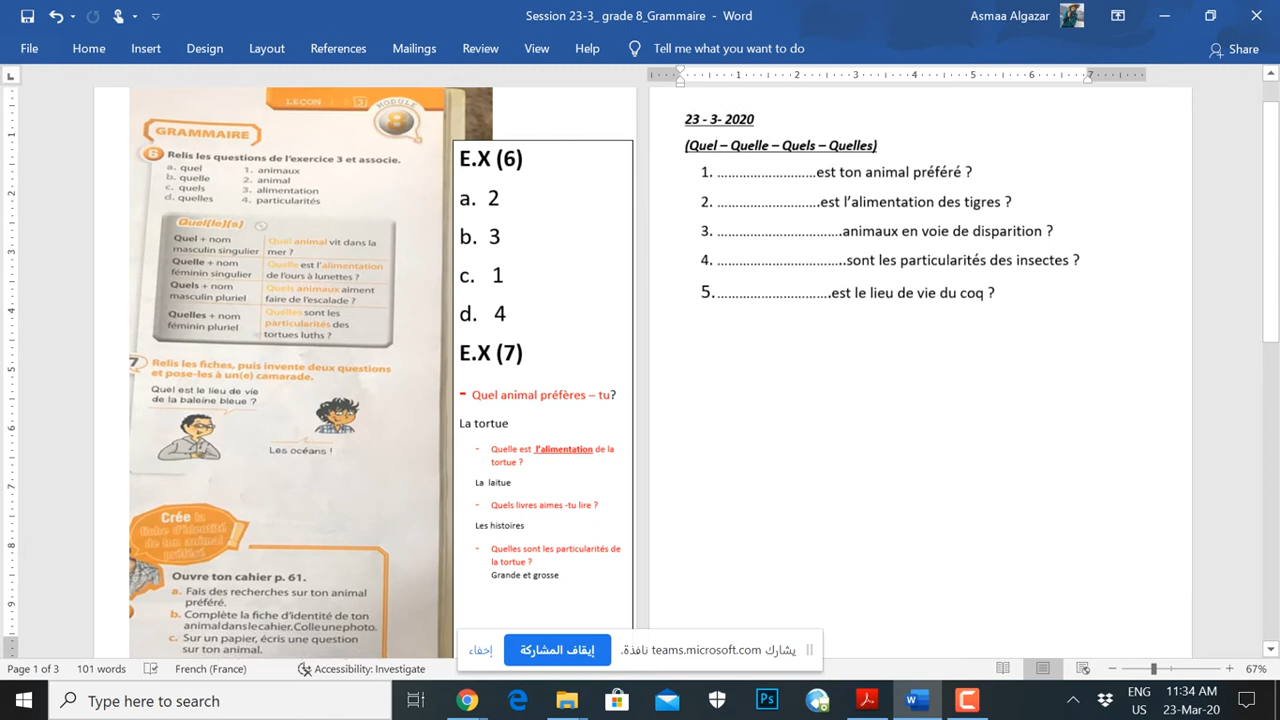 Session 23-3_ grade 8_Grammaire - Word
Asmaa Algazar
File Home Insert Design Layout References Mailings Review View Help Tell me what you want to do Share
1 2 3 4 5 6 7
LEÇON 3 MODULE 8
GRAMMAIRE
6 Relis les questions de l'exercice 3 et associe.
a. quel 1. animaux
b. quelle 2. animal
c. quels 3. alimentation
d. quelles 4. particularités
Quel(le)(s)
Quel + nom masculin singulier
Quel animal vit dans la mer ?
Quelle + nom féminin singulier
Quelle est l'alimentation de l'ours à lunettes ?
Quels + nom masculin pluriel
Quels animaux aiment faire de l'escalade ?
Quelles + nom féminin pluriel
Quelles sont les particularités des tortues luths ?
7 Relis les fiches, puis invente deux questions
et pose-les à un(e) camarade.
Quel est le lieu de vie
de la baleine bleue ?
Les océans !
Crée la
fiche d'identité
de ton animal
préféré
Ouvre ton cahier p. 61.
a. Fais des recherches sur ton animal
préféré.
b. Complète la fiche d'identité de ton
animal dans le cahier. Colle une photo.
c. Sur un papier, écris une question
sur ton animal.
E.X (6)
a. 2
b. 3
c. 1
d. 4
E.X (7)
- Quel animal préfères – tu?
La tortue
- Quelle est l'alimentation de la
tortue ?
La laitue
- Quels livres aimes -tu lire ?
Les histoires
- Quelles sont les particularités de
la tortue ?
Grande et grosse
23 - 3- 2020
(Quel – Quelle – Quels – Quelles)
1. ……………………….est ton animal préféré ?
2. ……………………….est l'alimentation des tigres ?
3. …………………………….animaux en voie de disparition ?
4. ……………………………..sont les particularités des insectes ?
5. ………………………….est le lieu de vie du coq ?
يشارك teams.microsoft.com نافذة.
إيقاف المشاركة
إخفاء
Page 1 of 3 101 words French (France) Accessibility: Investigate 67%
Type here to search
ENG
US
11:34 AM
23-Mar-20